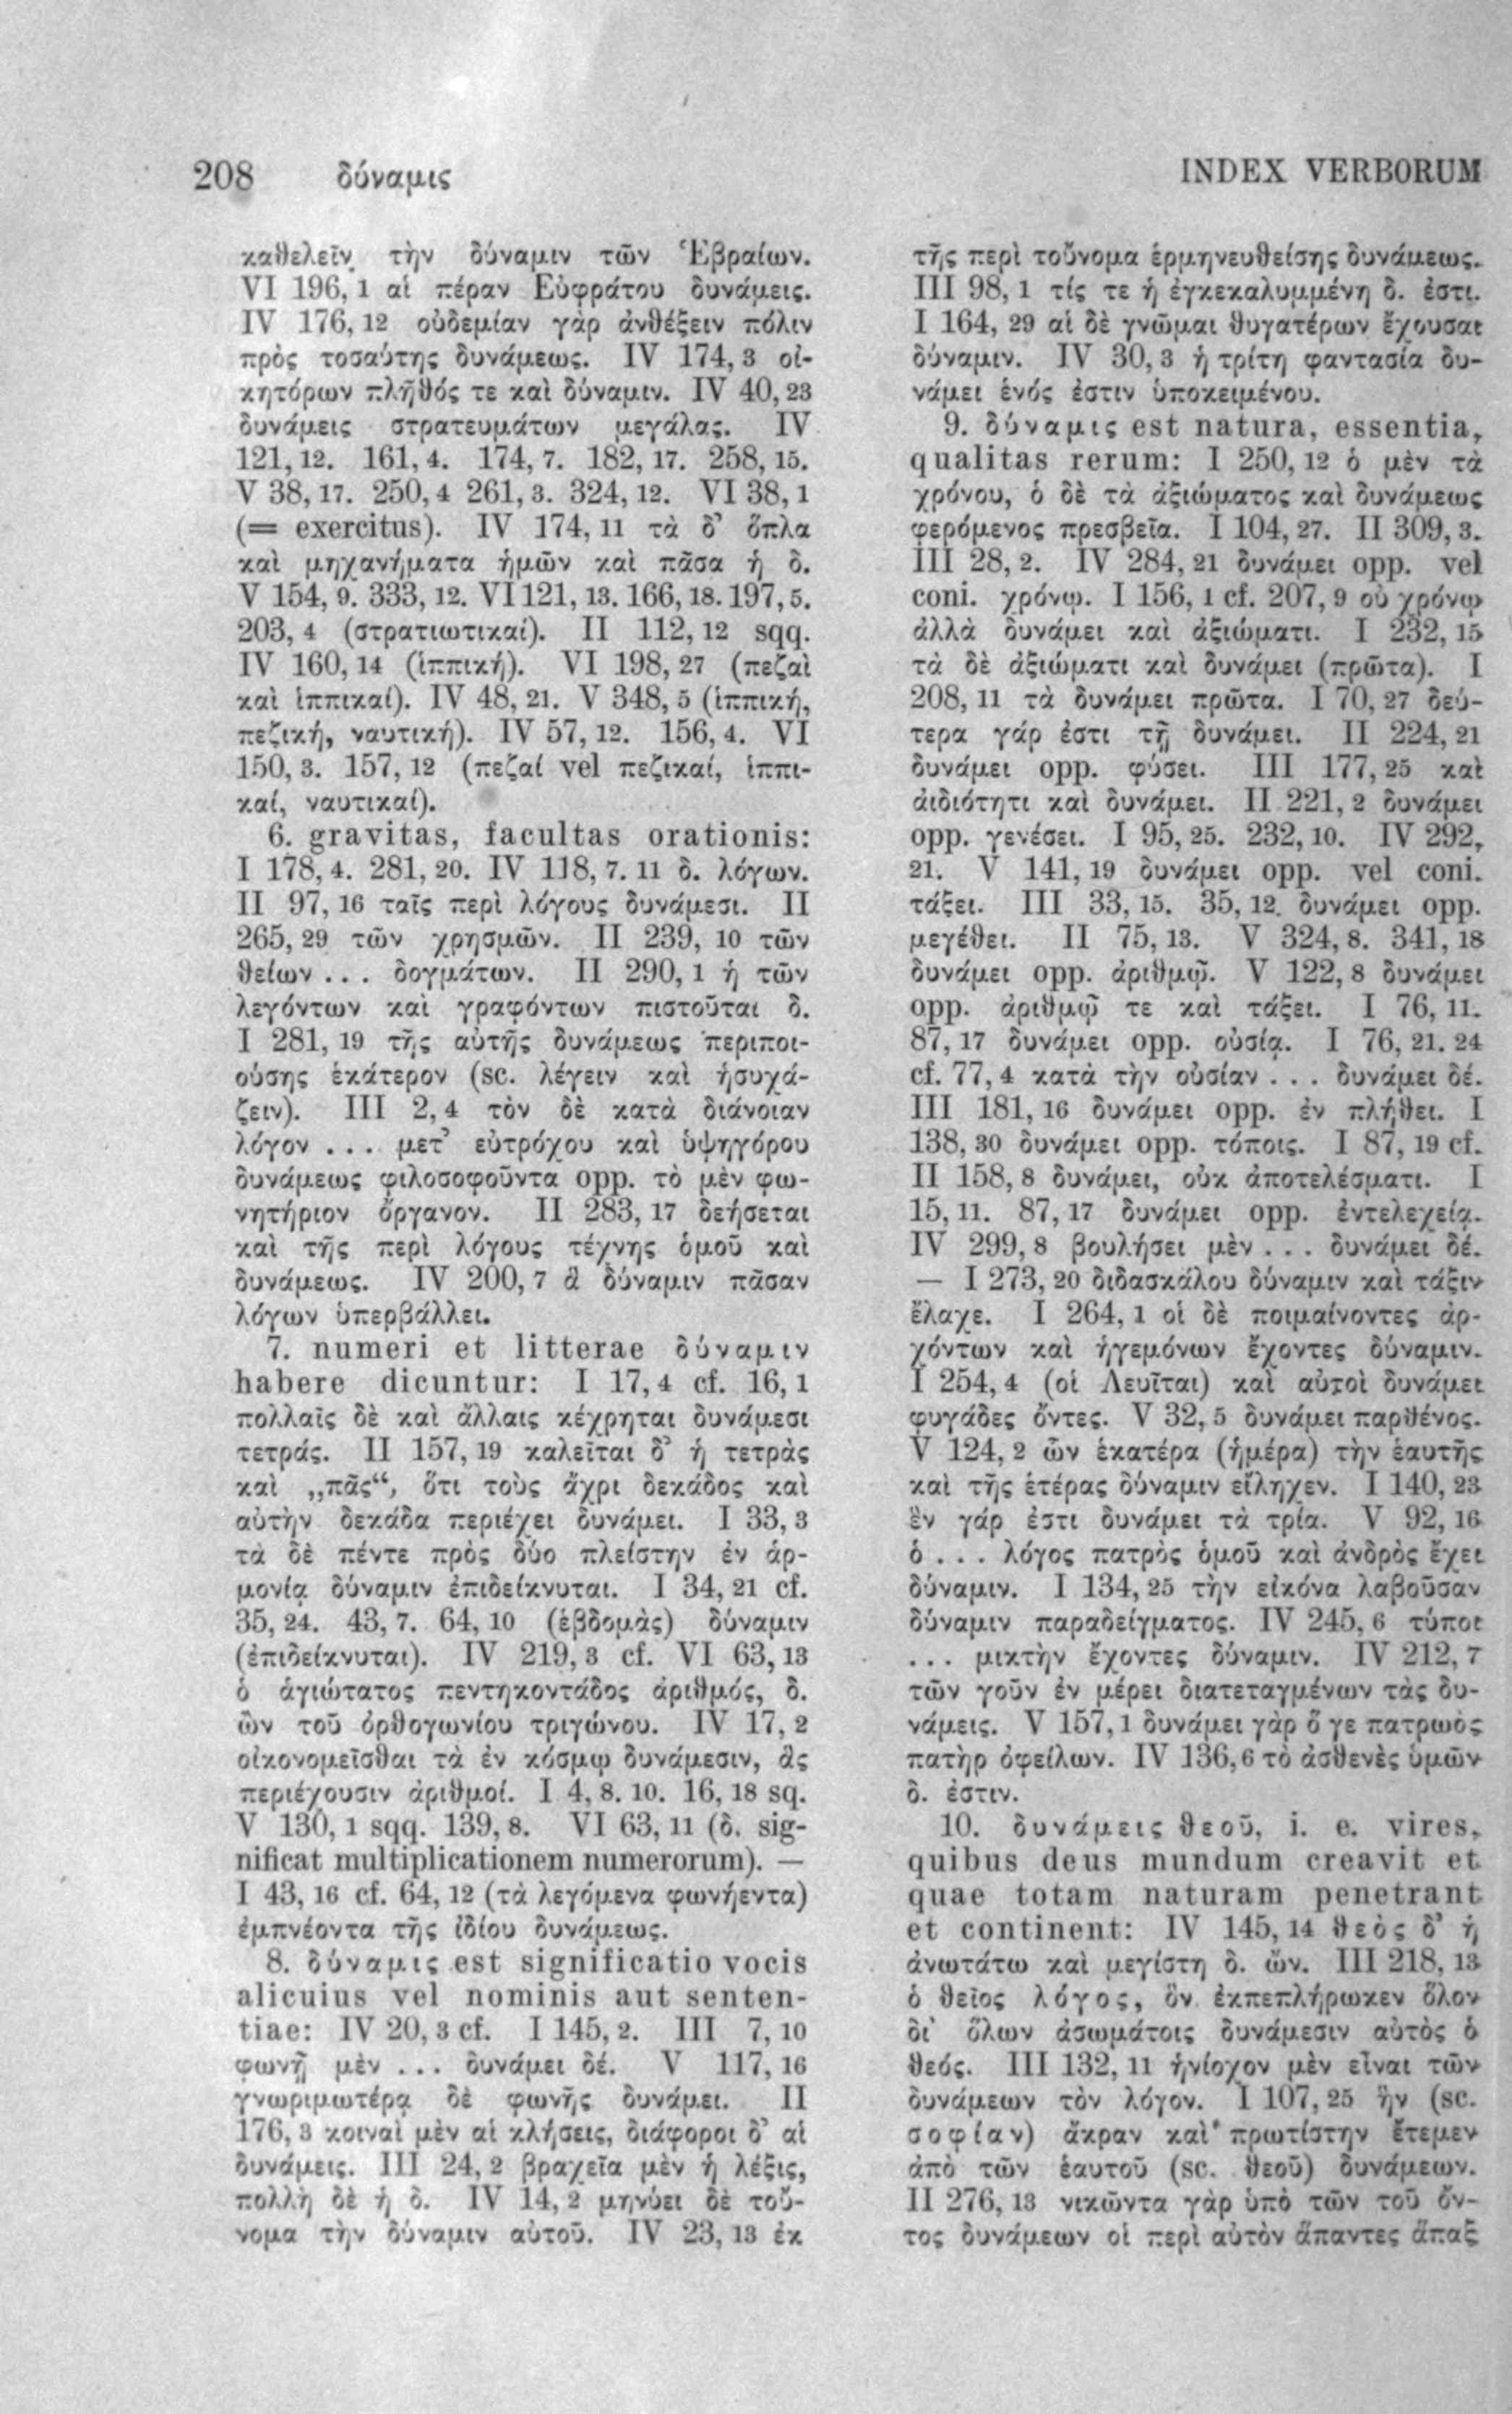 208 δύναμις
INDEX VERBORUM
καθελεῖν τὴν δύναμιν τῶν Ἑβραίων.
VI 196, 1 αἱ πέραν Εὐφράτου δυνάμεις.
IV 176, 12 οὐδεμίαν γὰρ ἀνθέξειν πόλιν
πρὸς τοσαύτης δυνάμεως. IV 174, 3 οἰ-
κητόρων πλῆθός τε καὶ δύναμιν. IV 40, 23
δυνάμεις στρατευμάτων μεγάλας. IV
121, 12. 161, 4. 174, 7. 182, 17. 258, 15.
V 38, 17. 250, 4 261, 3. 324, 12. VI 38, 1
(= exercitus). IV 174, 11 τὰ δ’ ὅπλα
καὶ μηχανήματα ἡμῶν καὶ πᾶσα ἡ δ.
V 154, 9. 333, 12. VI 121, 13. 166, 18. 197, 5.
203, 4 (στρατιωτικαί). II 112, 12 sqq.
IV 160, 14 (ἱππική). VI 198, 27 (πεζαὶ
καὶ ἱππικαί). IV 48, 21. V 348, 5 (ἱππική,
πεζική, ναυτική). IV 57, 12. 156, 4. VI
150, 3. 157, 12 (πεζαί vel πεζικαί, ἱππι-
καί, ναυτικαί).
6. gravitas, facultas orationis:
I 178, 4. 281, 20. IV 118, 7. 11 δ. λόγων.
II 97, 16 ταῖς περὶ λόγους δυνάμεσι. II
265, 29 τῶν χρησμῶν. II 239, 10 τῶν
θείων ... δογμάτων. II 290, 1 ἡ τῶν
λεγόντων καὶ γραφόντων πιστοῦται δ.
I 281, 19 τῆς αὐτῆς δυνάμεως περιποι-
ούσης ἑκάτερον (sc. λέγειν καὶ ἡσυχά-
ζειν). III 2, 4 τὸν δὲ κατὰ διάνοιαν
λόγον ... μετ’ εὐτρόχου καὶ ὑψηγόρου
δυνάμεως φιλοσοφοῦντα opp. τὸ μὲν φω-
νητήριον ὄργανον. II 283, 17 δεήσεται
καὶ τῆς περὶ λόγους τέχνης ὁμοῦ καὶ
δυνάμεως. IV 200, 7 ἃ δύναμιν πᾶσαν
λόγων ὑπερβάλλει.
7. numeri et litterae δύναμιν
habere dicuntur: I 17, 4 cf. 16, 1
πολλαῖς δὲ καὶ ἄλλαις κέχρηται δυνάμεσι
τετράς. II 157, 19 καλεῖται δ’ ἡ τετρὰς
καὶ „πᾶς“, ὅτι τοὺς ἄχρι δεκάδος καὶ
αὐτὴν δεκάδα περιέχει δυνάμει. I 33, 3
τὰ δὲ πέντε πρὸς δύο πλείστην ἐν ἁρ-
μονίᾳ δύναμιν ἐπιδείκνυται. I 34, 21 cf.
35, 24. 43, 7. 64, 10 (ἑβδομὰς) δύναμιν
(ἐπιδείκνυται). IV 219, 3 cf. VI 63, 13
ὁ ἁγιώτατος πεντηκοντάδος ἀριθμός, δ.
ὢν τοῦ ὀρθογωνίου τριγώνου. IV 17, 2
οἰκονομεῖσθαι τὰ ἐν κόσμῳ δυνάμεσιν, ἃς
περιέχουσιν ἀριθμοί. I 4, 8. 10. 16, 18 sq.
V 130, 1 sqq. 139, 8. VI 63, 11 (δ. sig-
nificat multiplicationem numerorum). —
I 43, 16 cf. 64, 12 (τὰ λεγόμενα φωνήεντα)
ἐμπνέοντα τῆς ἰδίου δυνάμεως.
8. δύναμις est significatio vocis
alicuius vel nominis aut senten-
tiae: IV 20, 3 cf. I 145, 2. III 7, 10
φωνῇ μὲν ... δυνάμει δέ. V 117, 16
γνωριμωτέρᾳ δὲ φωνῆς δυνάμει. II
176, 3 κοιναὶ μὲν αἱ κλήσεις, διάφοροι δ’ αἱ
δυνάμεις. III 24, 2 βραχεῖα μὲν ἡ λέξις,
πολλὴ δὲ ἡ δ. IV 14, 2 μηνύει δὲ τοὔ-
νομα τὴν δύναμιν αὐτοῦ. IV 23, 13 ἐκ
τῆς περὶ τοὔνομα ἑρμηνευθείσης δυνάμεως.
III 98, 1 τίς τε ἡ ἐγκεκαλυμμένη δ. ἐστι.
I 164, 29 αἱ δὲ γνῶμαι θυγατέρων ἔχουσαι
δύναμιν. IV 30, 3 ἡ τρίτη φαντασία δυ-
νάμει ἑνός ἐστιν ὑποκειμένου.
9. δύναμις est natura, essentia,
qualitas rerum: I 250, 12 ὁ μὲν τὰ
χρόνου, ὁ δὲ τὰ ἀξιώματος καὶ δυνάμεως
φερόμενος πρεσβεῖα. I 104, 27. II 309, 3.
III 28, 2. IV 284, 21 δυνάμει opp. vel
coni. χρόνῳ. I 156, 1 cf. 207, 9 οὐ χρόνῳ
ἀλλὰ δυνάμει καὶ ἀξιώματι. I 232, 15
τὰ δὲ ἀξιώματι καὶ δυνάμει (πρῶτα). I
208, 11 τὰ δυνάμει πρῶτα. I 70, 27 δεύ-
τερα γάρ ἐστι τῇ δυνάμει. II 224, 21
δυνάμει opp. φύσει. III 177, 25 καὶ
ἀιδιότητι καὶ δυνάμει. II 221, 2 δυνάμει
opp. γενέσει. I 95, 25. 232, 10. IV 292,
21. V 141, 19 δυνάμει opp. vel coni.
τάξει. III 33, 15. 35, 12. δυνάμει opp.
μεγέθει. II 75, 13. V 324, 8. 341, 18
δυνάμει opp. ἀριθμῷ. V 122, 8 δυνάμει
opp. ἀριθμῷ τε καὶ τάξει. I 76, 11.
87, 17 δυνάμει opp. οὐσίᾳ. I 76, 21. 24
cf. 77, 4 κατὰ τὴν οὐσίαν ... δυνάμει δέ.
III 181, 16 δυνάμει opp. ἐν πλήθει. I
138, 30 δυνάμει opp. τόποις. I 87, 19 cf.
II 158, 8 δυνάμει, οὐκ ἀποτελέσματι. I
15, 11. 87, 17 δυνάμει opp. ἐντελεχείᾳ.
IV 299, 8 βουλήσει μὲν ... δυνάμει δέ.
— I 273, 20 διδασκάλου δύναμιν καὶ τάξιν
ἔλαχε. I 264, 1 οἱ δὲ ποιμαίνοντες ἀρ-
χόντων καὶ ἡγεμόνων ἔχοντες δύναμιν.
I 254, 4 (οἱ Λευῖται) καὶ αὐτοὶ δυνάμει
φυγάδες ὄντες. V 32, 5 δυνάμει παρθένος.
V 124, 2 ὧν ἑκατέρα (ἡμέρα) τὴν ἑαυτῆς
καὶ τῆς ἑτέρας δύναμιν εἴληχεν. I 140, 23
ἓν γάρ ἐστι δυνάμει τὰ τρία. V 92, 16
ὁ ... λόγος πατρὸς ὁμοῦ καὶ ἀνδρὸς ἔχει
δύναμιν. I 134, 25 τὴν εἰκόνα λαβοῦσαν
δύναμιν παραδείγματος. IV 245, 6 τύποι
... μικτὴν ἔχοντες δύναμιν. IV 212, 7
τῶν γοῦν ἐν μέρει διατεταγμένων τὰς δυ-
νάμεις. V 157, 1 δυνάμει γὰρ ὅ γε πατρωὸς
πατὴρ ὀφείλων. IV 136, 6 τὸ ἀσθενὲς ὑμῶν
δ. ἐστιν.
10. δυνάμεις θεοῦ, i. e. vires,
quibus deus mundum creavit et
quae totam naturam penetrant
et continent: IV 145, 14 θεὸς δ’ ἡ
ἀνωτάτω καὶ μεγίστη δ. ὤν. III 218, 13
ὁ θεῖος λόγος, ὃν ἐκπεπλήρωκεν ὅλον
δι’ ὅλων ἀσωμάτοις δυνάμεσιν αὐτὸς ὁ
θεός. III 132, 11 ἡνίοχον μὲν εἶναι τῶν
δυνάμεων τὸν λόγον. I 107, 25 ἣν (sc.
σοφίαν) ἄκραν καὶ πρωτίστην ἔτεμεν
ἀπὸ τῶν ἑαυτοῦ (sc. θεοῦ) δυνάμεων.
II 276, 13 νικῶντα γὰρ ὑπὸ τῶν τοῦ ὄν-
τος δυνάμεων οἱ περὶ αὐτὸν ἅπαντες ἅπαξ